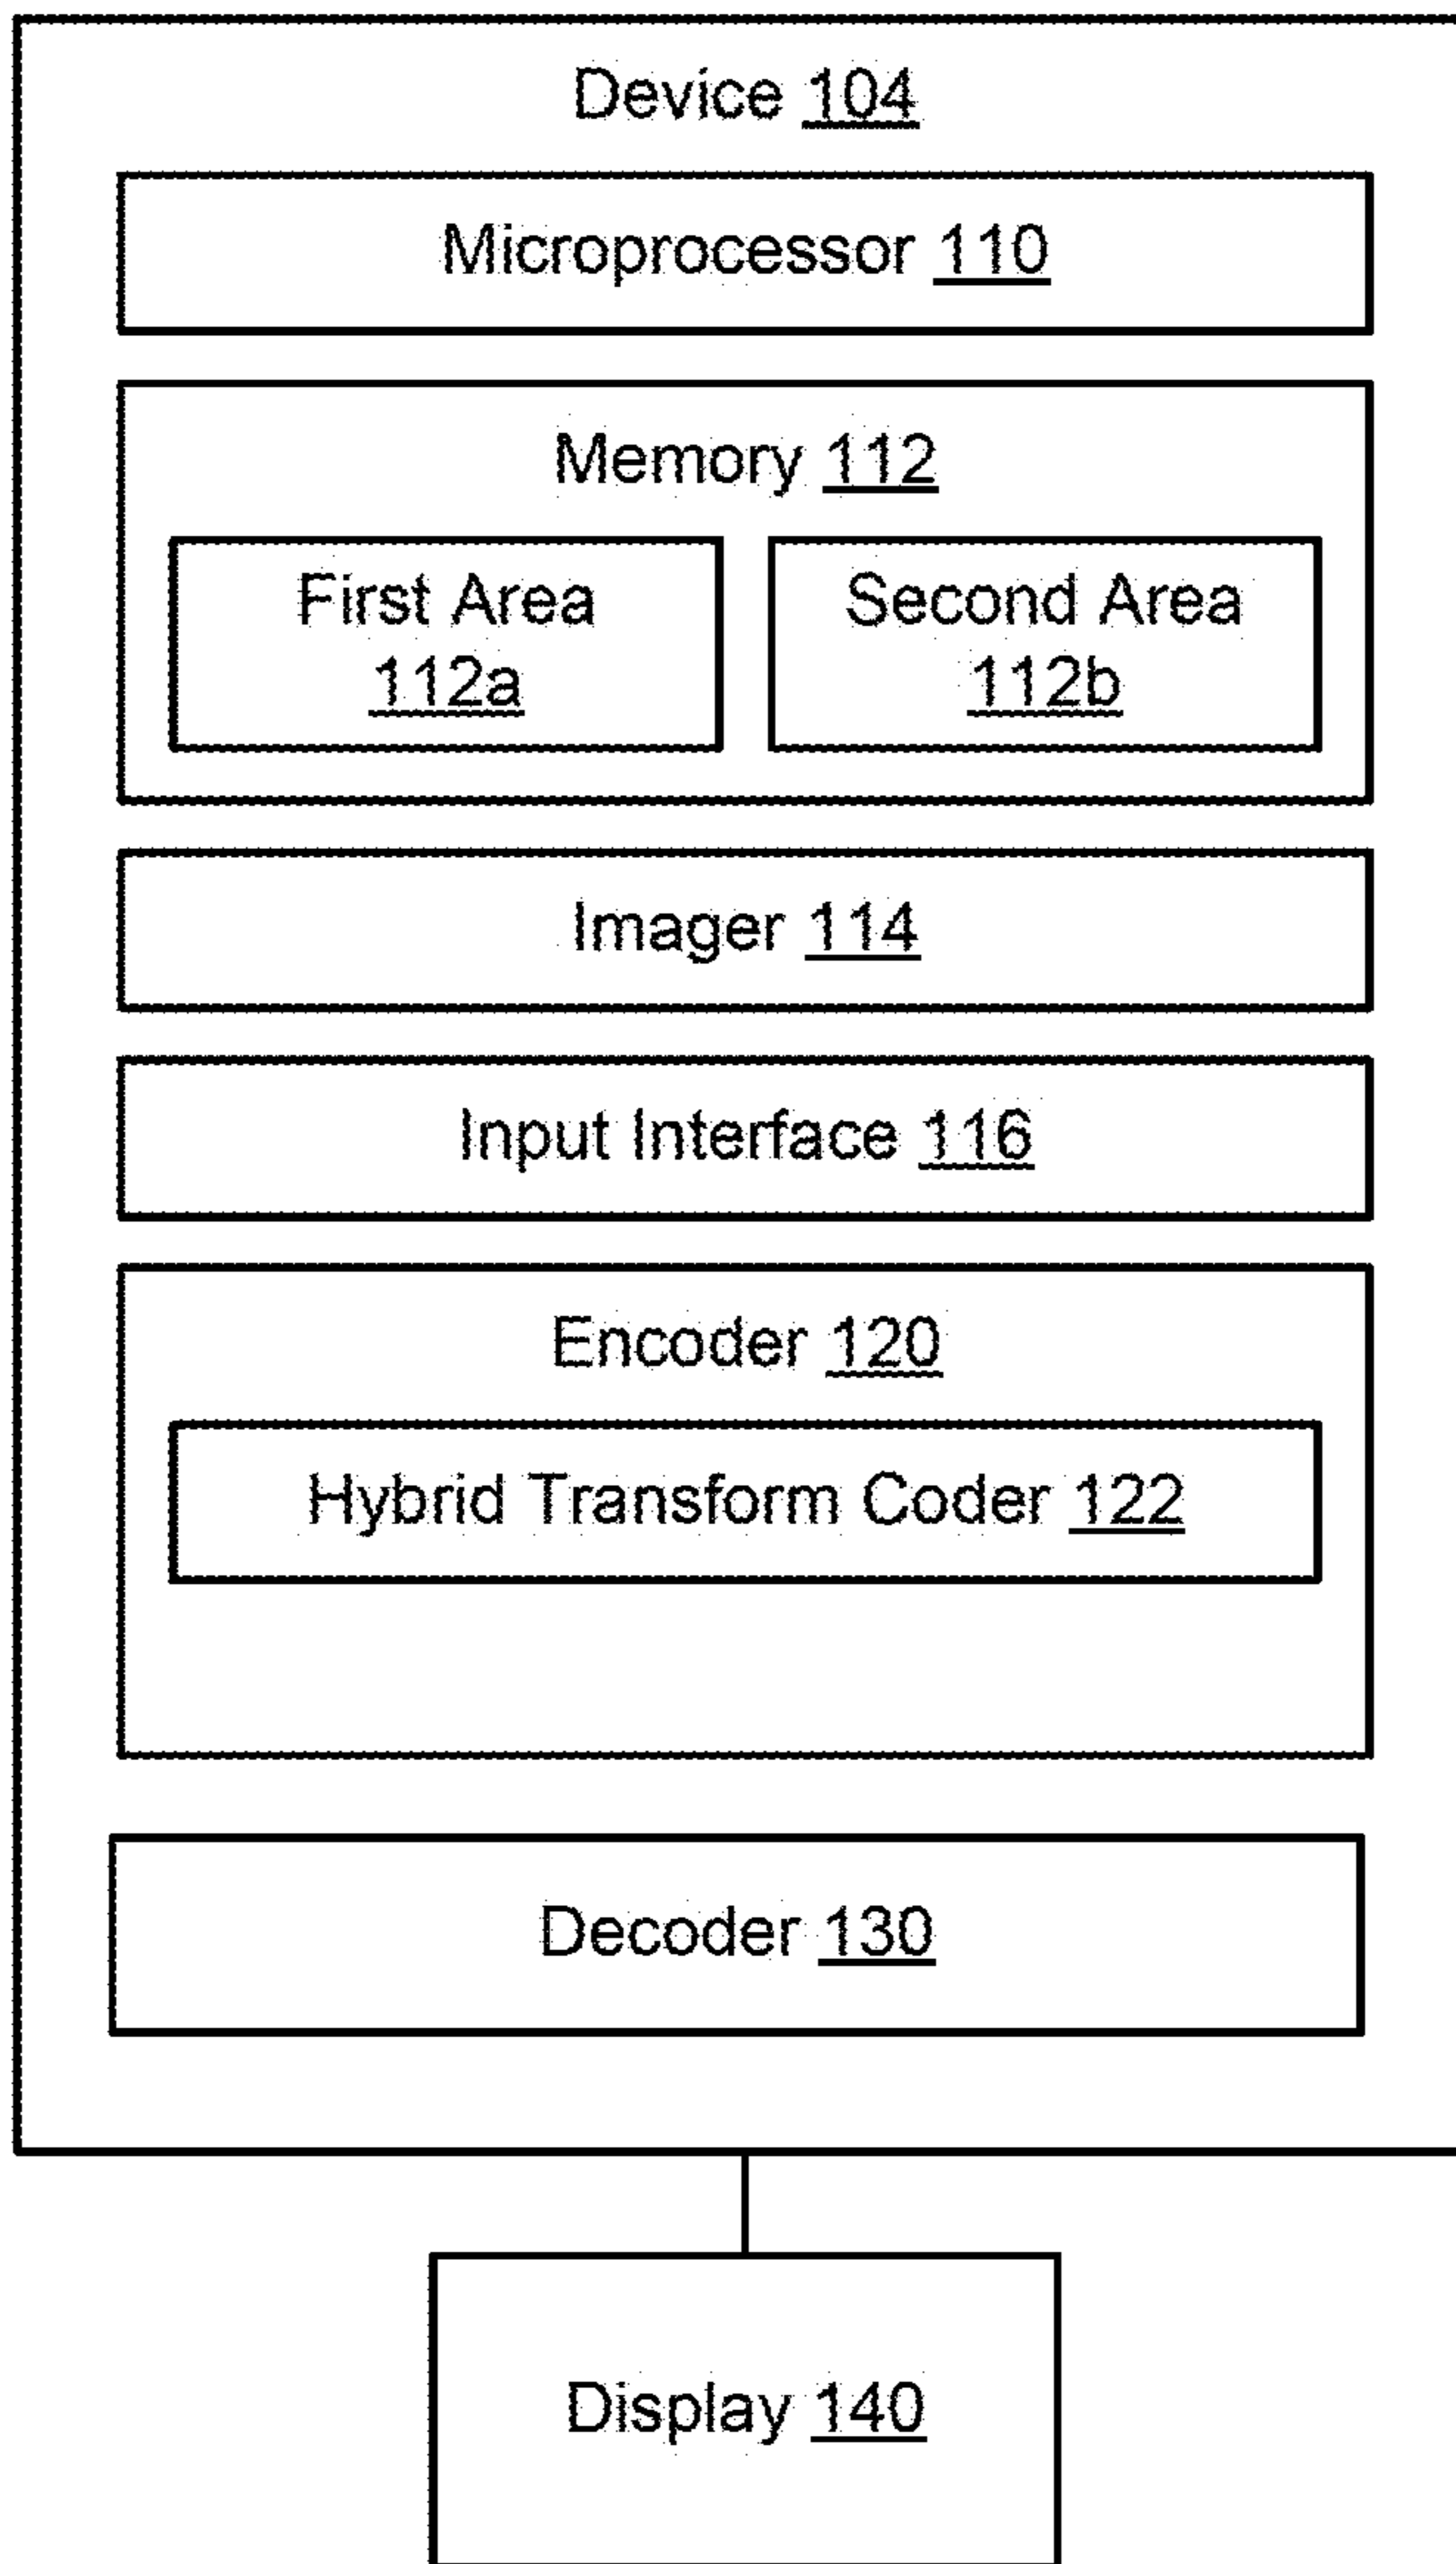 Device 104
Microprocessor 110
Memory 112
First Area
112a
Second Area
112b
Imager 114
Input Interface 116
Encoder 120
Hybrid Transform Coder 122
Decoder 130
Display 140